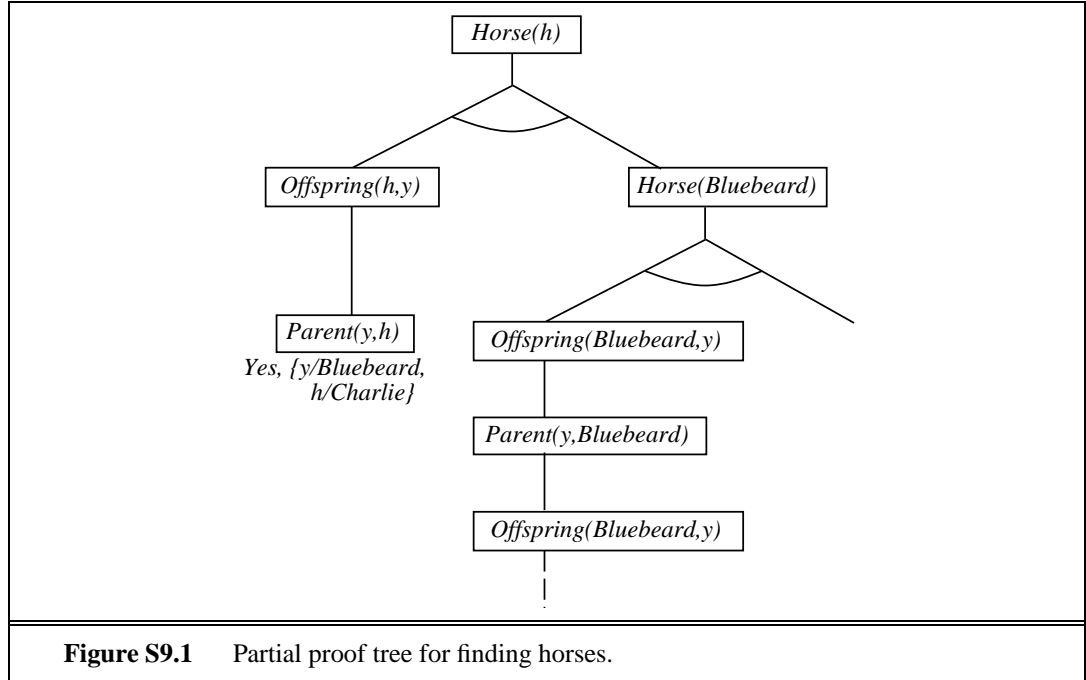 Horse(h)
Offspring(h,y)
Horse(Bluebeard)
Parent(y,h)
Yes, {y/Bluebeard,
h/Charlie}
Offspring(Bluebeard,y)
Parent(y,Bluebeard)
Offspring(Bluebeard,y)
Figure S9.1 Partial proof tree for finding horses.